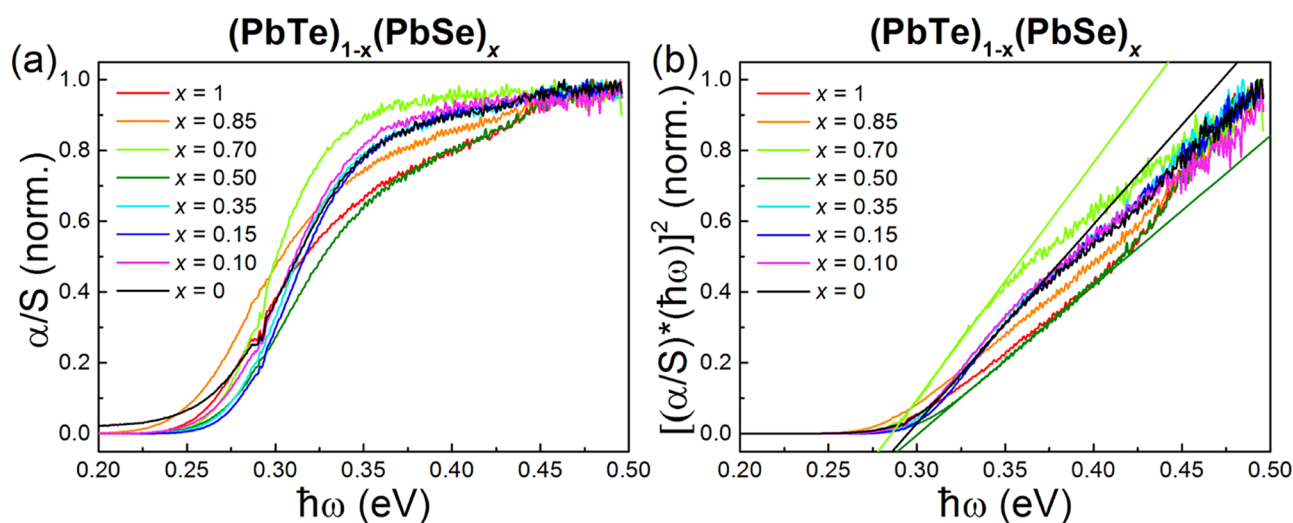 (a)
(PbTe)1-x(PbSe)x
α/S (norm.)
1.0
0.8
0.6
0.4
0.2
0.0
x = 1
x = 0.85
x = 0.70
x = 0.50
x = 0.35
x = 0.15
x = 0.10
x = 0
0.20 0.25 0.30 0.35 0.40 0.45 0.50
ħω (eV)
(b)
(PbTe)1-x(PbSe)x
[(α/S)*(ħω)]² (norm.)
1.0
0.8
0.6
0.4
0.2
0.0
x = 1
x = 0.85
x = 0.70
x = 0.50
x = 0.35
x = 0.15
x = 0.10
x = 0
0.20 0.25 0.30 0.35 0.40 0.45 0.50
ħω (eV)